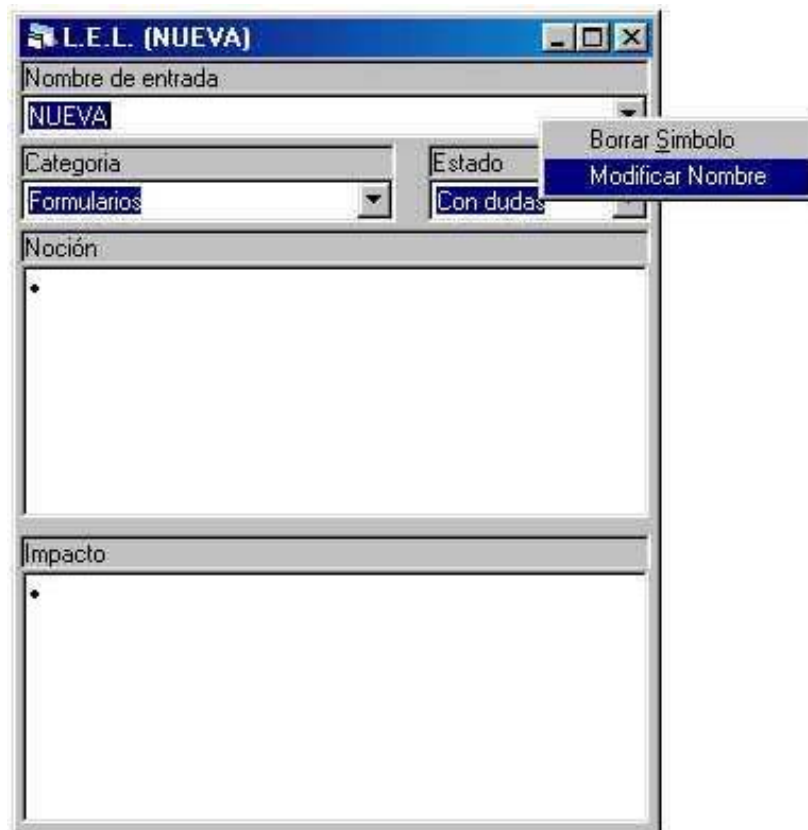 L.E.L. (NUEVA)
Nombre de entrada
NUEVA
Borrar Simbolo
Modificar Nombre
Categoria
Estado
Formularios
Con dudas
Noción
•
Impacto
•